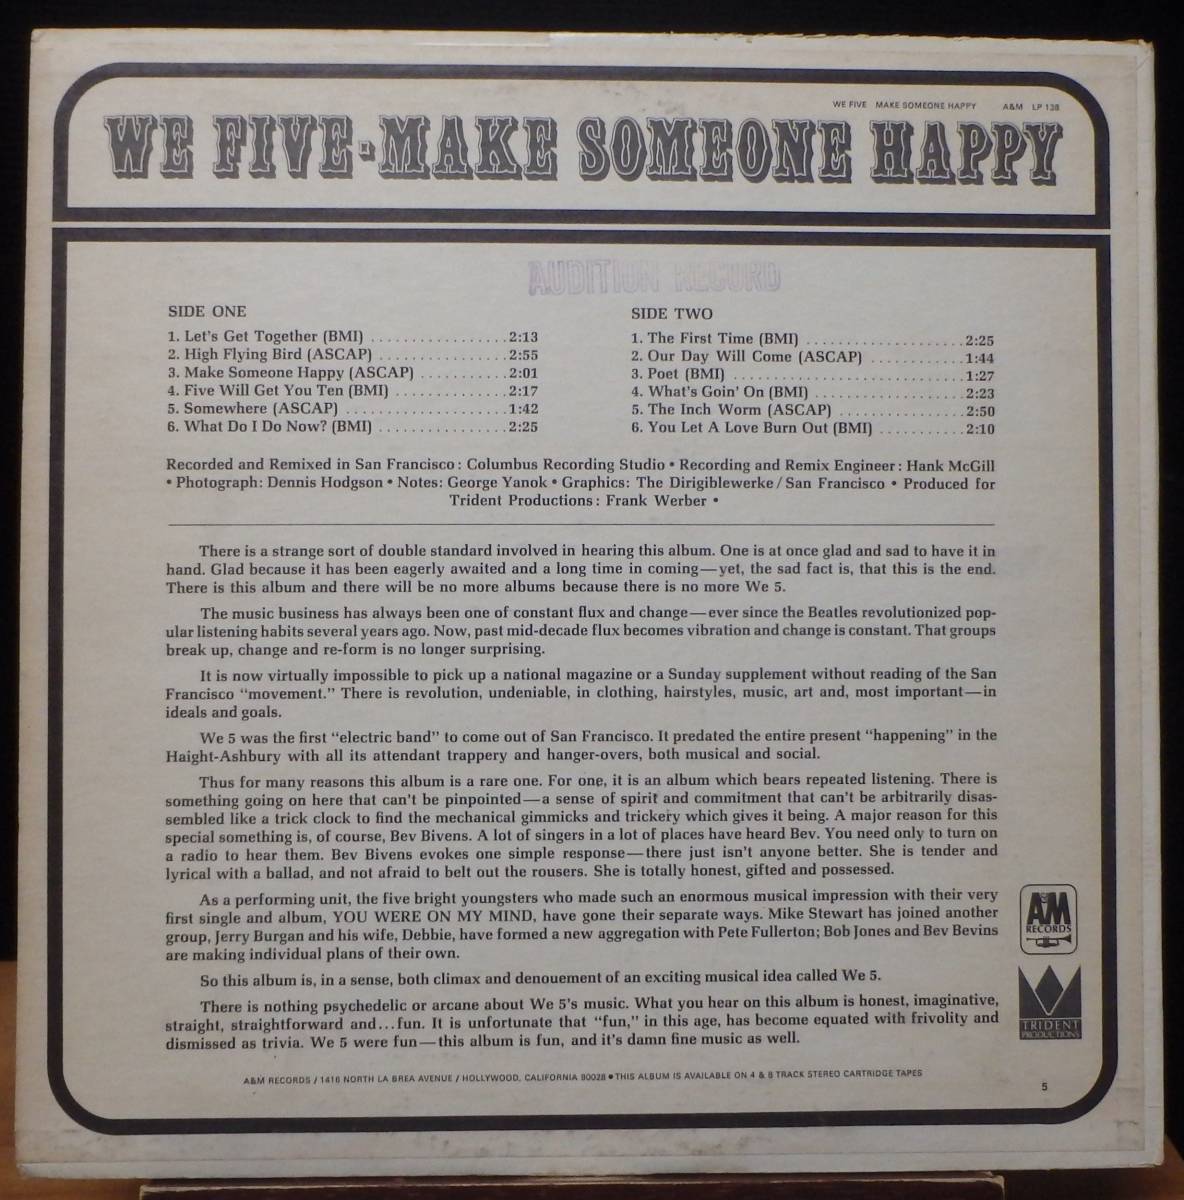 WE FIVE MAKE SOMEONE HAPPY A&M LP 138
WE FIVE·MAKE SOMEONE HAPPY
AUDITION RECORD
SIDE ONE
1. Let's Get Together (BMI) . . . . . . . . . . . . . . . . . 2:13
2. High Flying Bird (ASCAP) . . . . . . . . . . . . . . . . 2:55
3. Make Someone Happy (ASCAP) . . . . . . . . . . . 2:01
4. Five Will Get You Ten (BMI) . . . . . . . . . . . . . . 2:17
5. Somewhere (ASCAP) . . . . . . . . . . . . . . . . . . . . 1:42
6. What Do I Do Now? (BMI) . . . . . . . . . . . . . . . . 2:25
SIDE TWO
1. The First Time (BMI) . . . . . . . . . . . . . . . . . . . . 2:25
2. Our Day Will Come (ASCAP) . . . . . . . . . . . . 1:44
3. Poet (BMI) . . . . . . . . . . . . . . . . . . . . . . . . . . . . . 1:27
4. What's Goin' On (BMI) . . . . . . . . . . . . . . . . . . . 2:23
5. The Inch Worm (ASCAP) . . . . . . . . . . . . . . . . 2:50
6. You Let A Love Burn Out (BMI) . . . . . . . . . . . 2:10
Recorded and Remixed in San Francisco: Columbus Recording Studio • Recording and Remix Engineer: Hank McGill
• Photograph: Dennis Hodgson • Notes: George Yanok • Graphics: The Dirigiblewerke / San Francisco • Produced for
Trident Productions: Frank Werber •
There is a strange sort of double standard involved in hearing this album. One is at once glad and sad to have it in
hand. Glad because it has been eagerly awaited and a long time in coming—yet, the sad fact is, that this is the end.
There is this album and there will be no more albums because there is no more We 5.
The music business has always been one of constant flux and change—ever since the Beatles revolutionized pop-
ular listening habits several years ago. Now, past mid-decade flux becomes vibration and change is constant. That groups
break up, change and re-form is no longer surprising.
It is now virtually impossible to pick up a national magazine or a Sunday supplement without reading of the San
Francisco "movement." There is revolution, undeniable, in clothing, hairstyles, music, art and, most important—in
ideals and goals.
We 5 was the first "electric band" to come out of San Francisco. It predated the entire present "happening" in the
Haight-Ashbury with all its attendant trappery and hanger-overs, both musical and social.
Thus for many reasons this album is a rare one. For one, it is an album which bears repeated listening. There is
something going on here that can't be pinpointed—a sense of spirit and commitment that can't be arbitrarily disas-
sembled like a trick clock to find the mechanical gimmicks and trickery which gives it being. A major reason for this
special something is, of course, Bev Bivens. A lot of singers in a lot of places have heard Bev. You need only to turn on
a radio to hear them. Bev Bivens evokes one simple response—there just isn't anyone better. She is tender and
lyrical with a ballad, and not afraid to belt out the rousers. She is totally honest, gifted and possessed.
As a performing unit, the five bright youngsters who made such an enormous musical impression with their very
first single and album, YOU WERE ON MY MIND, have gone their separate ways. Mike Stewart has joined another
group, Jerry Burgan and his wife, Debbie, have formed a new aggregation with Pete Fullerton; Bob Jones and Bev Bevins
are making individual plans of their own.
So this album is, in a sense, both climax and denouement of an exciting musical idea called We 5.
There is nothing psychedelic or arcane about We 5's music. What you hear on this album is honest, imaginative,
straight, straightforward and...fun. It is unfortunate that "fun," in this age, has become equated with frivolity and
dismissed as trivia. We 5 were fun—this album is fun, and it's damn fine music as well.
A&M RECORDS
TRIDENT
PRODUCTIONS
A&M RECORDS / 1416 NORTH LA BREA AVENUE / HOLLYWOOD, CALIFORNIA 90028 • THIS ALBUM IS AVAILABLE ON 4 & 8 TRACK STEREO CARTRIDGE TAPES
5